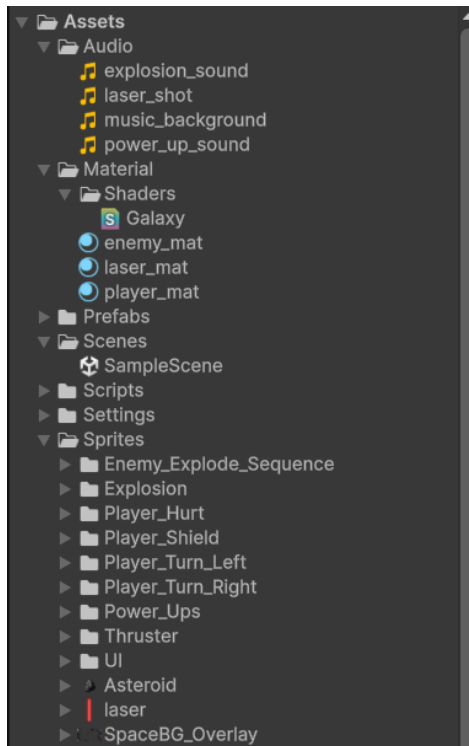 Assets
Audio
explosion_sound
laser_shot
music_background
power_up_sound
Material
Shaders
S Galaxy
enemy_mat
laser_mat
player_mat
Prefabs
Scenes
SampleScene
Scripts
Settings
Sprites
Enemy_Explode_Sequence
Explosion
Player_Hurt
Player_Shield
Player_Turn_Left
Player_Turn_Right
Power_Ups
Thruster
UI
Asteroid
laser
SpaceBG_Overlay